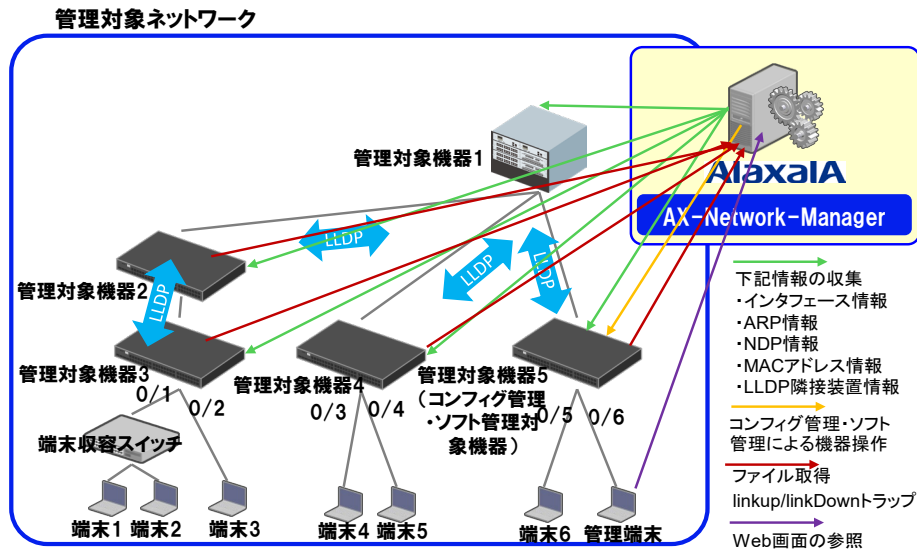 管理対象ネットワーク
管理対象機器1
AlaxalA
AX-Network-Manager
LLDP
LLDP
LLDP
LLDP
管理対象機器2
管理対象機器3
0/1
0/2
管理対象機器4
0/3
0/4
管理対象機器5
(コンフィグ管理
・ソフト管理対
象機器)
0/5
0/6
端末収容スイッチ
端末1
端末2
端末3
端末4
端末5
端末6
管理端末
下記情報の収集
・インタフェース情報
・ARP情報
・NDP情報
・MACアドレス情報
・LLDP隣接装置情報
コンフィグ管理・ソフト
管理による機器操作
ファイル取得
linkup/linkDownトラップ
Web画面の参照